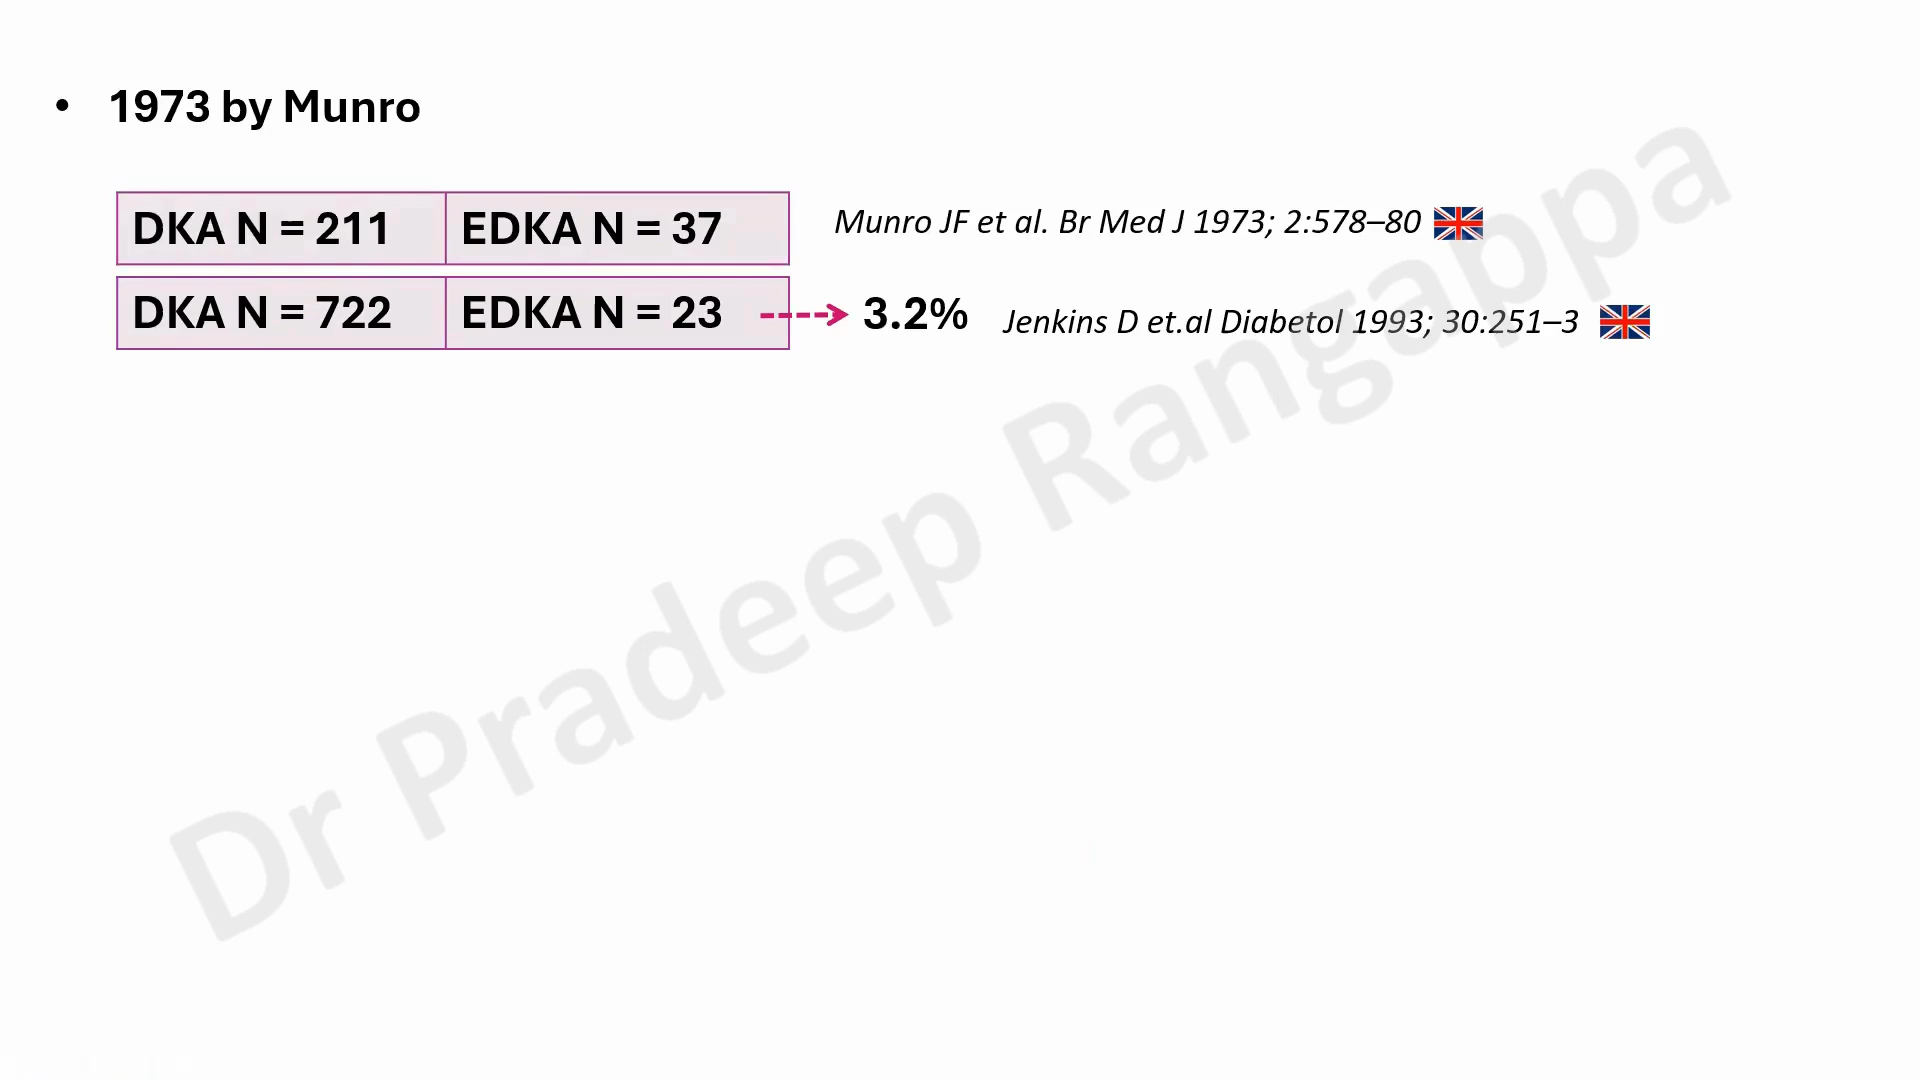 • 1973 by Munro
DKA N = 211 EDKA N = 37 Munro JF et al. Br Med J 1973; 2:578–80
DKA N = 722 EDKA N = 23 3.2% Jenkins D et.al Diabetol 1993; 30:251–3
Dr Pradeep Rangappa